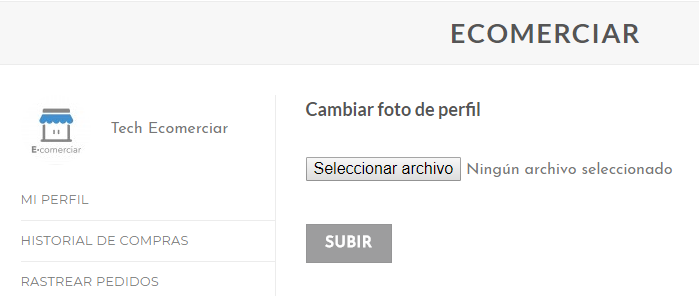 ECOMERCIAR
E-comerciar
Tech Ecomerciar
MI PERFIL
HISTORIAL DE COMPRAS
RASTREAR PEDIDOS
Cambiar foto de perfil
Seleccionar archivo Ningún archivo seleccionado
SUBIR